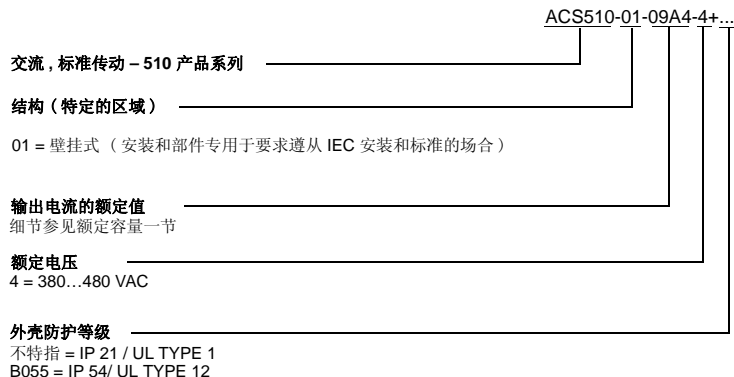 ACS510-01-09A4-4+...
交流 , 标准传动 – 510 产品系列
结构 ( 特定的区域 )
01 = 壁挂式 （ 安装和部件专用于要求遵从 IEC 安装和标准的场合 )
输出电流的额定值
细节参见额定容量一节
额定电压
4 = 380…480 VAC
外壳防护等级
不特指 = IP 21 / UL TYPE 1
B055 = IP 54/ UL TYPE 12